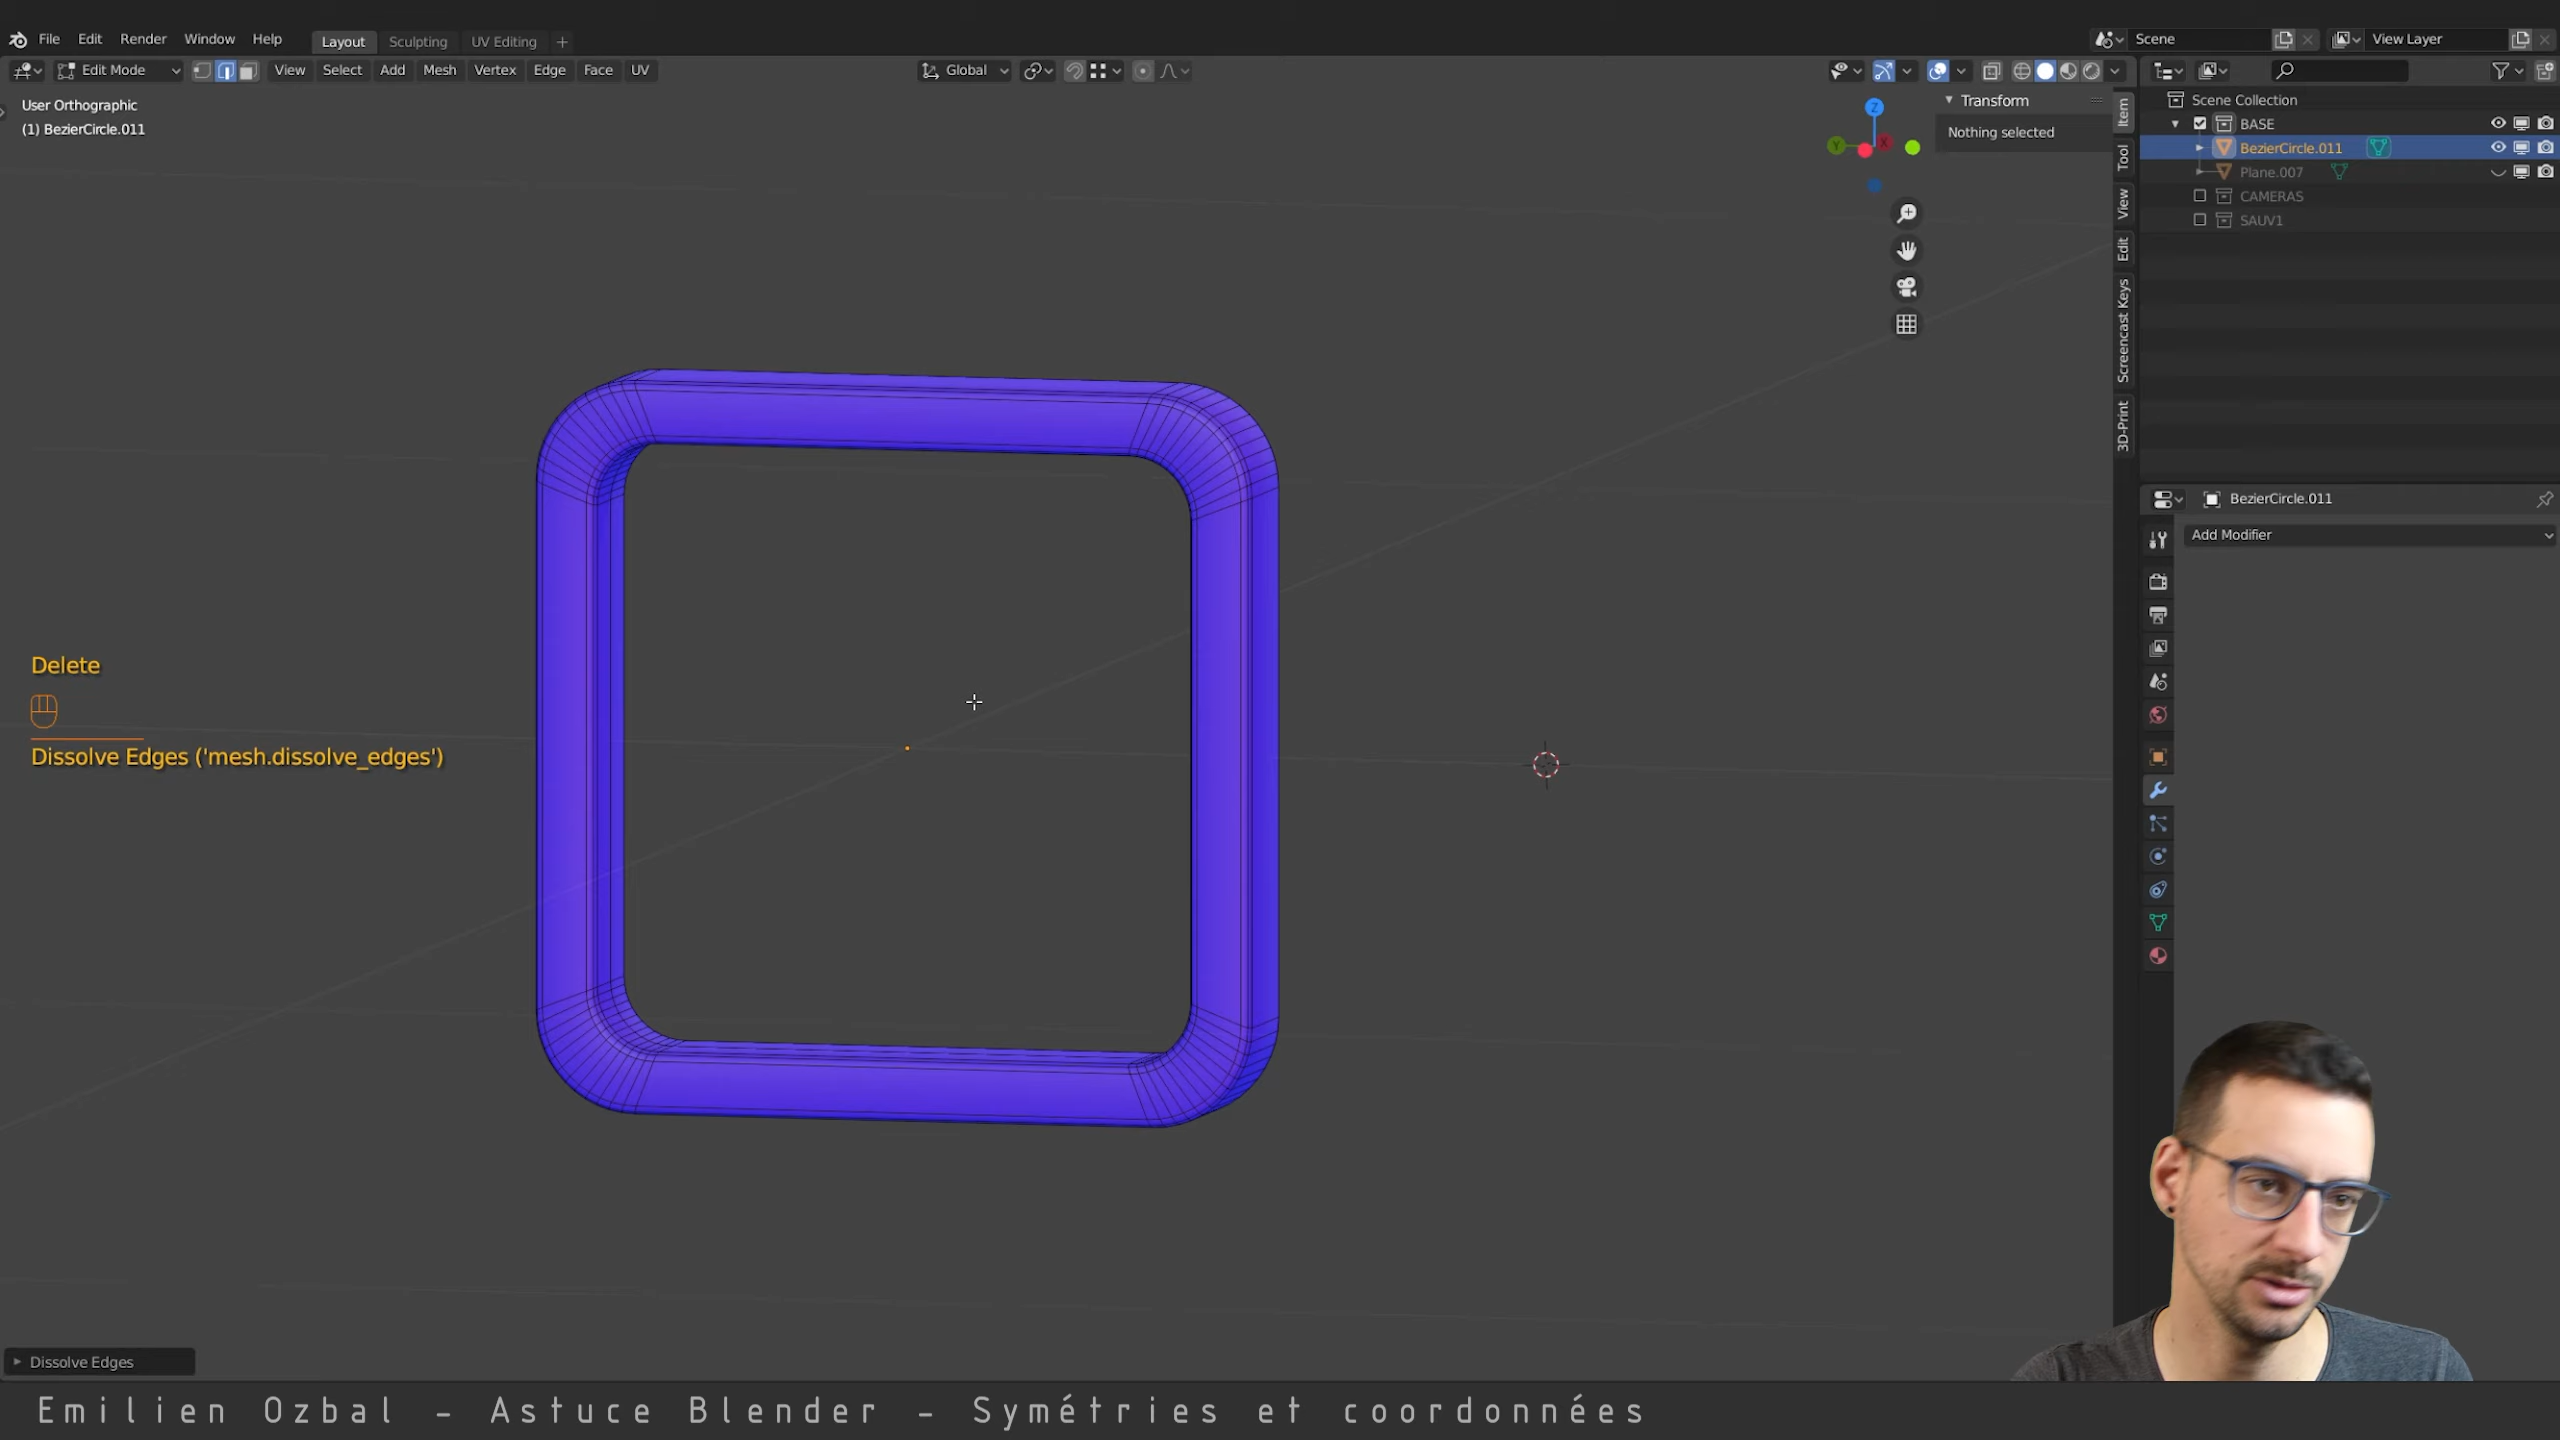 File Edit Render Window Help Layout Sculpting UV Editing + Scene View Layer
Edit Mode View Select Add Mesh Vertex Edge Face UV Global
User Orthographic
(1) BezierCircle.011
Z
Y
X
Transform
Nothing selected
Item
Tool
View
Edit
Screencast Keys
3D-Print
Scene Collection
BASE
BezierCircle.011
Plane.007
CAMERAS
SAUV1
BezierCircle.011
Add Modifier
Delete
Dissolve Edges ('mesh.dissolve_edges')
Dissolve Edges
Emilien Ozbal - Astuce Blender - Symétries et coordonnées